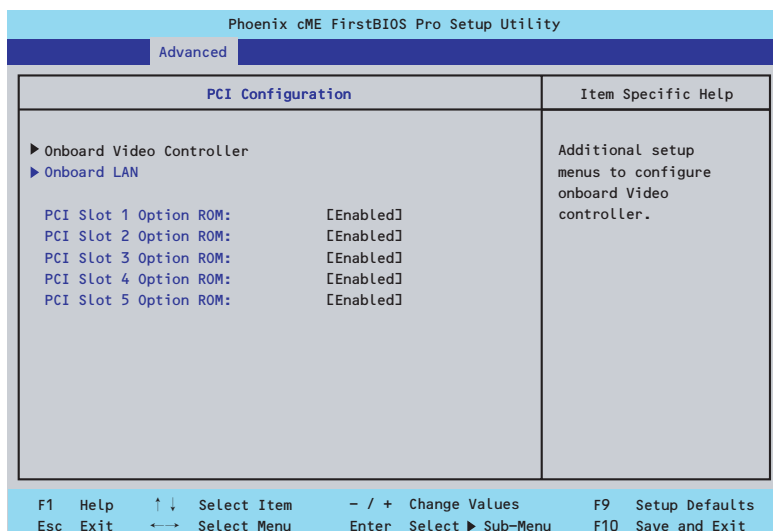 Phoenix cME FirstBIOS Pro Setup Utility
Advanced
PCI Configuration
Item Specific Help
▶ Onboard Video Controller
▶ Onboard LAN
PCI Slot 1 Option ROM: [Enabled]
PCI Slot 2 Option ROM: [Enabled]
PCI Slot 3 Option ROM: [Enabled]
PCI Slot 4 Option ROM: [Enabled]
PCI Slot 5 Option ROM: [Enabled]
Additional setup
menus to configure
onboard Video
controller.
F1 Help ↑↓ Select Item - / + Change Values F9 Setup Defaults
Esc Exit ←→ Select Menu Enter Select ▶ Sub-Menu F10 Save and Exit